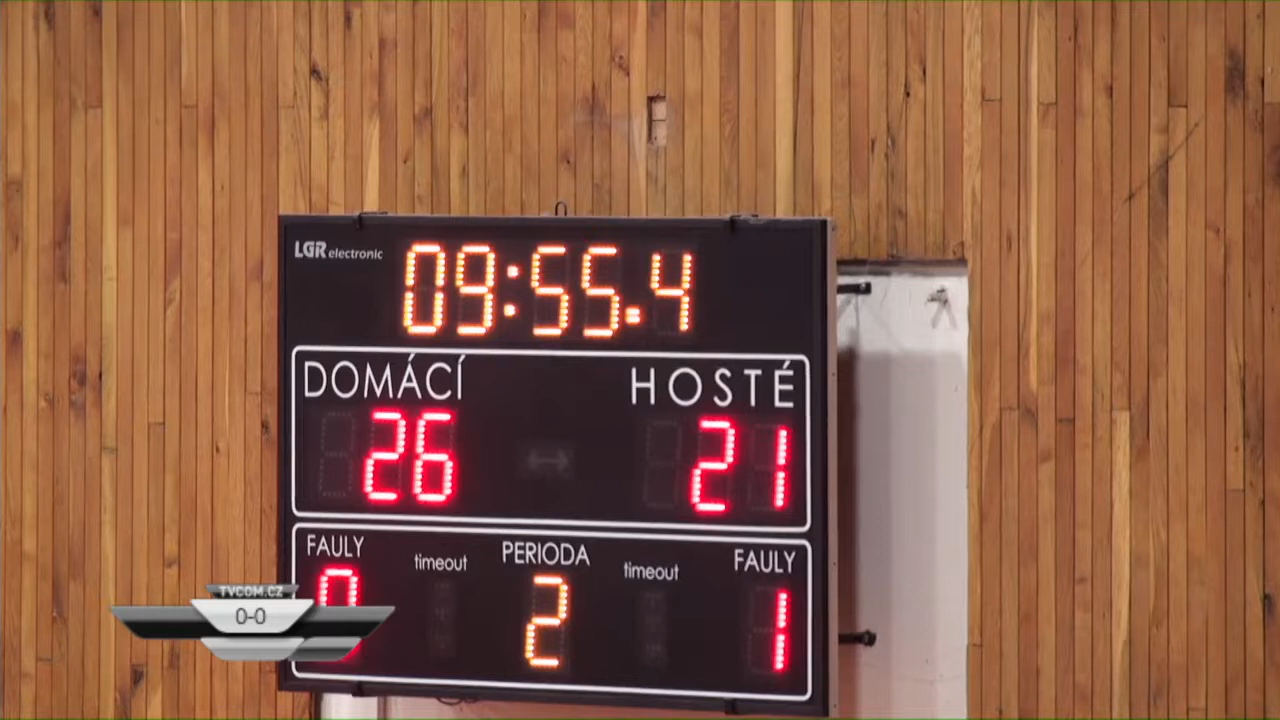 LGR electronic
09:55.4
DOMÁCÍ HOSTÉ
26 21
FAULY timeout PERIODA timeout FAULY
0 2 1
TVCOM.CZ
0-0